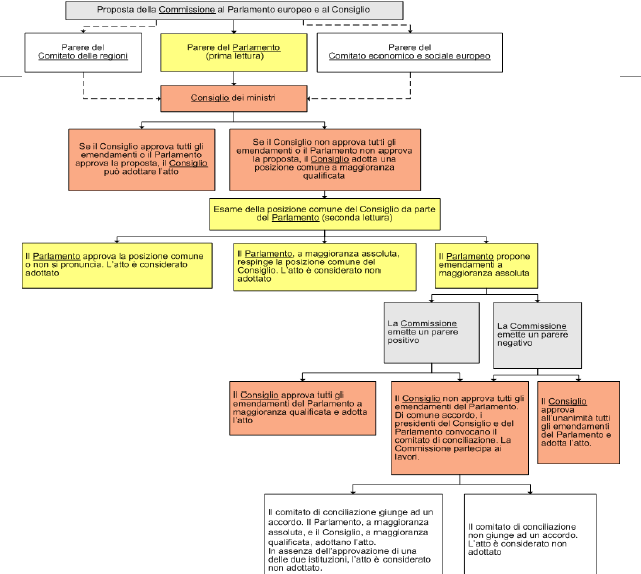 Proposta della Commissione al Parlamento europeo e al Consiglio
Parere del
Comitato delle regioni
Parere del Parlamento
(prima lettura)
Parere del
Comitato economico e sociale europeo
Consiglio dei ministri
Se il Consiglio approva tutti gli
emendamenti o il Parlamento
approva la proposta, il Consiglio
può adottare l'atto
Se il Consiglio non approva tutti gli
emendamenti o il Parlamento non approva
la proposta, il Consiglio adotta una
posizione comune a maggioranza
qualificata
Esame della posizione comune del Consiglio da parte
del Parlamento (seconda lettura)
Il Parlamento approva la posizione comune
o non si pronuncia. L'atto è considerato
adottato
Il Parlamento, a maggioranza assoluta,
respinge la posizione comune del
Consiglio. L'atto è considerato non
adottato
Il Parlamento propone
emendamenti a
maggioranza assoluta
La Commissione
emette un parere
positivo
La Commissione
emette un parere
negativo
Il Consiglio approva tutti gli
emendamenti del Parlamento a
maggioranza qualificata e adotta
l'atto
Il Consiglio non approva tutti gli
emendamenti del Parlamento.
Di comune accordo, i
presidenti del Consiglio e del
Parlamento convocano il
comitato di conciliazione. La
Commissione partecipa ai
lavori.
Il Consiglio
approva
all'unanimità tutti
gli emendamenti
del Parlamento e
adotta l'atto.
Il comitato di conciliazione giunge ad un
accordo. Il Parlamento, a maggioranza
assoluta, e il Consiglio, a maggioranza
qualificata, adottano l'atto.
In assenza dell'approvazione di una
delle due istituzioni, l'atto è considerato
non adottato.
Il comitato di conciliazione
non giunge ad un accordo.
L'atto è considerato non
adottato